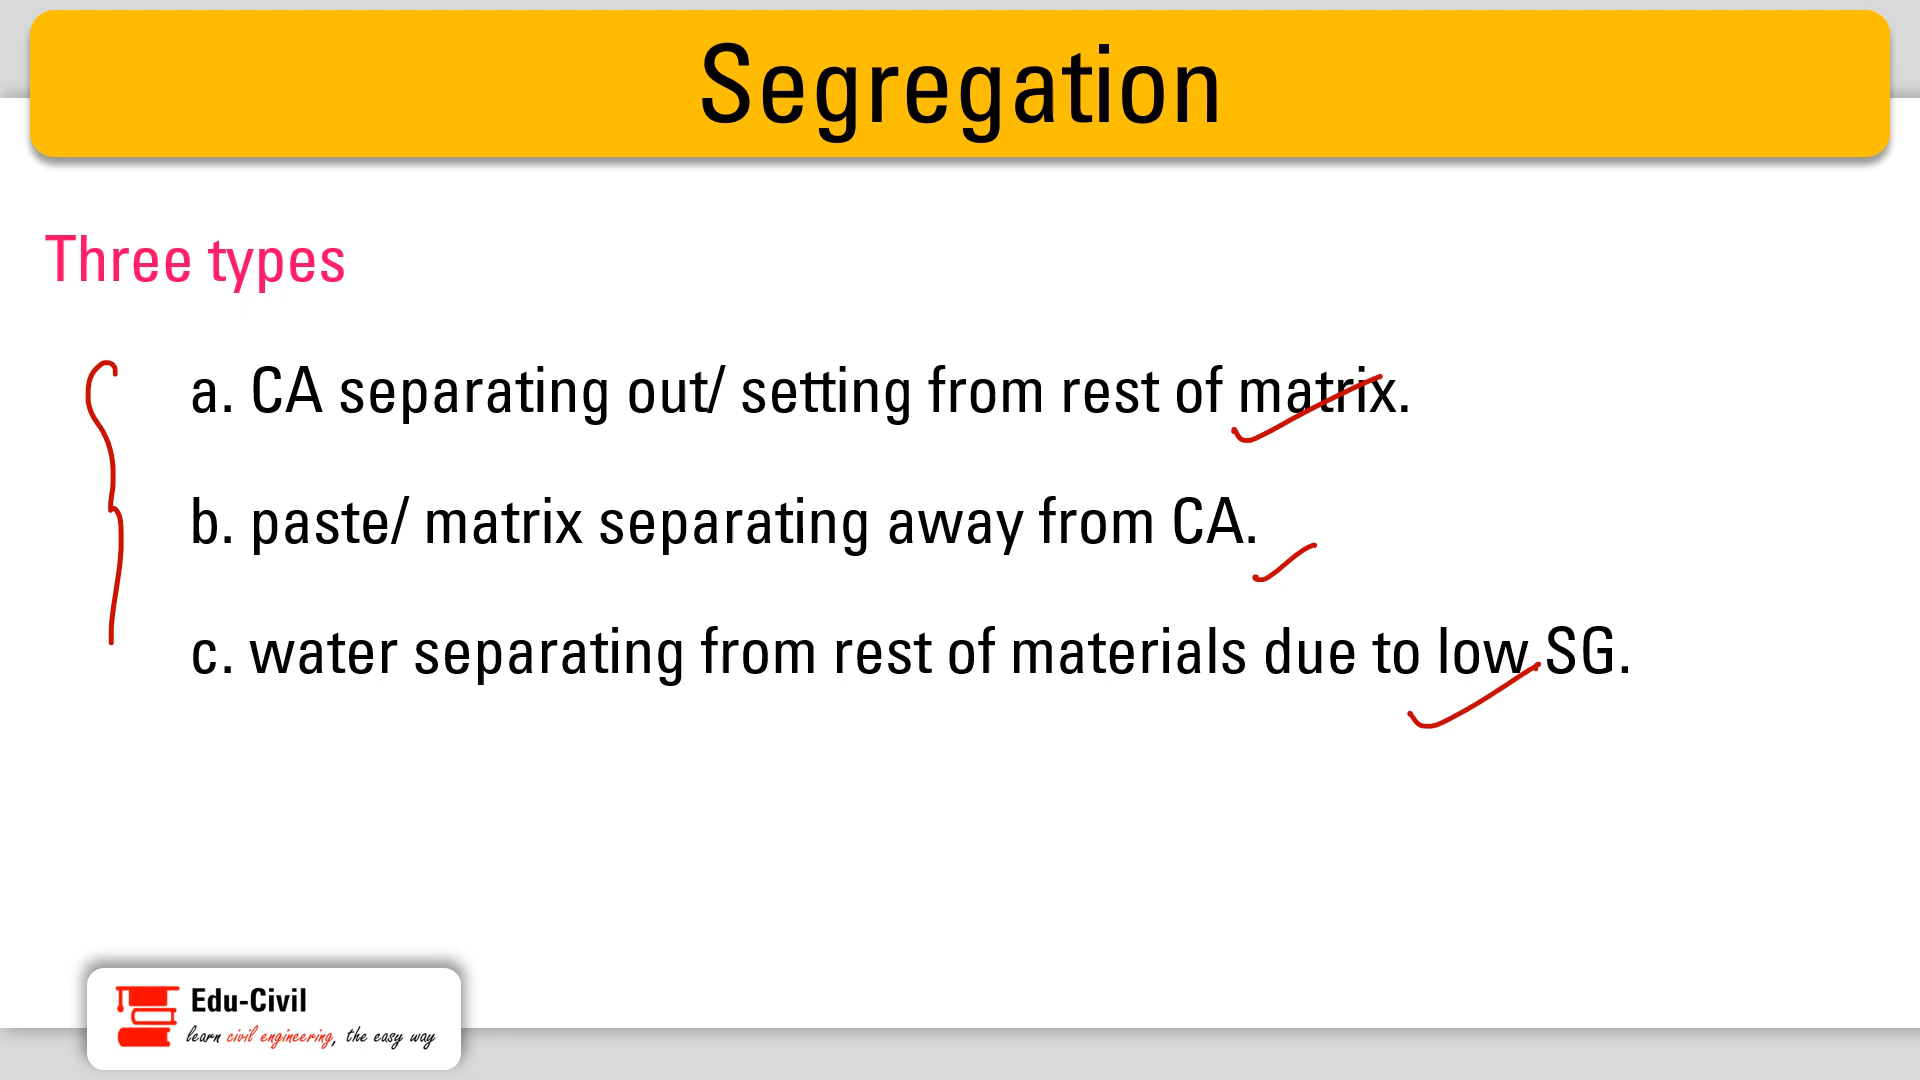 Segregation
Three types
a. CA separating out/ setting from rest of matrix.
b. paste/ matrix separating away from CA.
c. water separating from rest of materials due to low SG.
Edu-Civil
learn civil engineering, the easy way